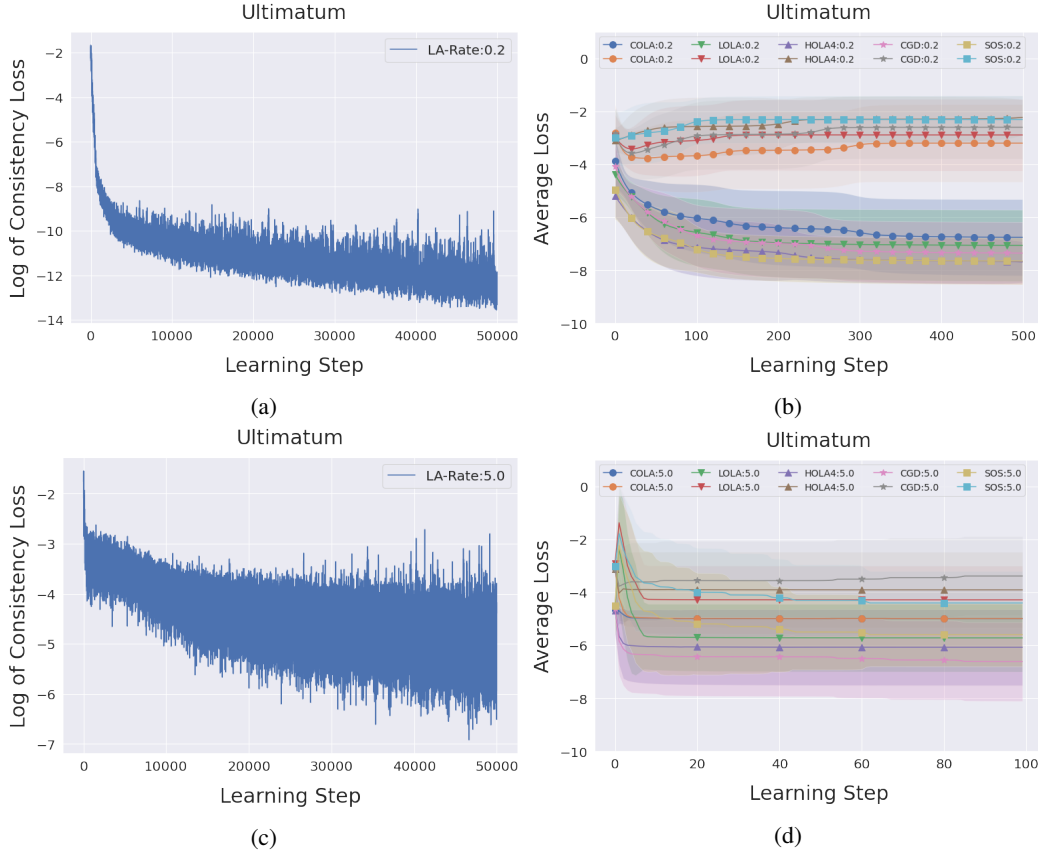 Ultimatum
LA-Rate:0.2
Log of Consistency Loss
−2
−4
−6
−8
−10
−12
−14
0 10000 20000 30000 40000 50000
Learning Step
(a)
Ultimatum
COLA:0.2 LOLA:0.2 HOLA4:0.2 CGD:0.2 SOS:0.2
COLA:0.2 LOLA:0.2 HOLA4:0.2 CGD:0.2 SOS:0.2
Average Loss
0
−2
−4
−6
−8
−10
0 100 200 300 400 500
Learning Step
(b)
Ultimatum
LA-Rate:5.0
Log of Consistency Loss
−2
−3
−4
−5
−6
−7
0 10000 20000 30000 40000 50000
Learning Step
(c)
Ultimatum
COLA:5.0 LOLA:5.0 HOLA4:5.0 CGD:5.0 SOS:5.0
COLA:5.0 LOLA:5.0 HOLA4:5.0 CGD:5.0 SOS:5.0
Average Loss
0
−2
−4
−6
−8
−10
0 20 40 60 80 100
Learning Step
(d)